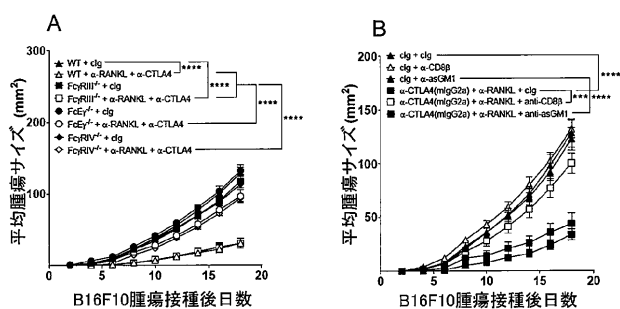 A
平均腫瘍サイズ (mm²)
300
200
100
0
0 5 10 15 20
B16F10腫瘍接種後日数
WT + cIg
WT + α-RANKL + α-CTLA4
FcγRIII⁻/⁻ + cIg
FcγRIII⁻/⁻ + α-RANKL + α-CTLA4
FcEγ⁻/⁻ + cIg
FcEγ⁻/⁻ + α-RANKL + α-CTLA4
FcγRIV⁻/⁻ + cIg
FcγRIV⁻/⁻ + α-RANKL + α-CTLA4
****
****
****
****
B
平均腫瘍サイズ (mm²)
200
150
100
50
0 5 10 15 20
B16F10腫瘍接種後日数
cIg + cIg
cIg + α-CD8β
cIg + α-asGM1
α-CTLA4(mIgG2a) + α-RANKL + cIg
α-CTLA4(mIgG2a) + α-RANKL + anti-CD8β
α-CTLA4(mIgG2a) + α-RANKL + anti-asGM1
****
*** ****